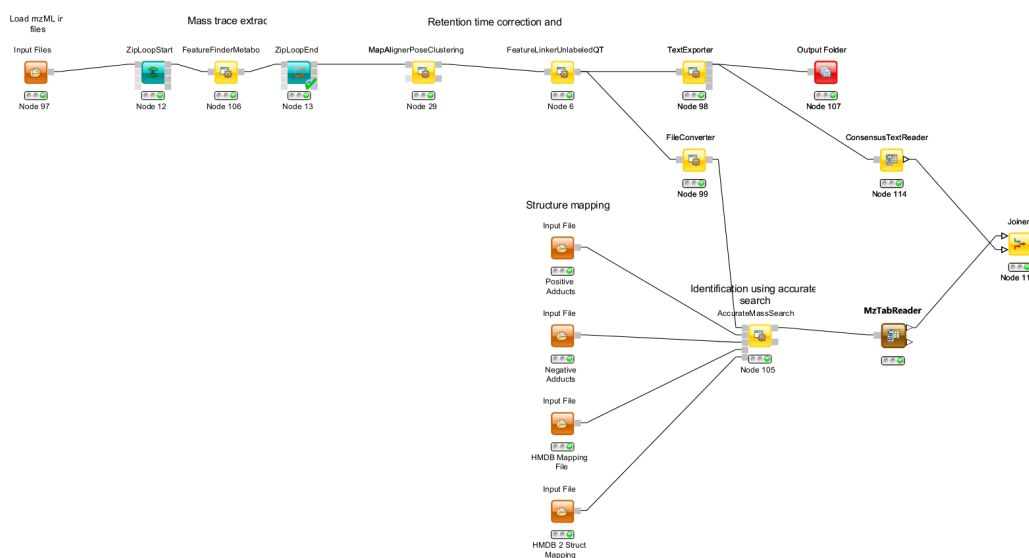 Load mzML ir
files
Mass trace extrac
Retention time correction and
Input Files
ZipLoopStart
FeatureFinderMetabo
ZipLoopEnd
MapAlignerPoseClustering
FeatureLinkerUnlabeledQT
TextExporter
Output Folder
Node 97
Node 12
Node 106
Node 13
Node 29
Node 6
Node 98
Node 107
FileConverter
ConsensusTextReader
Node 99
Node 114
Structure mapping
Input File
Joiner
Positive
Adducts
Node 11
Identification using accurate
search
AccurateMassSearch
MzTabReader
Input File
Node 105
Negative
Adducts
Input File
HMDB Mapping
File
Input File
HMDB 2 Struct
Mapping